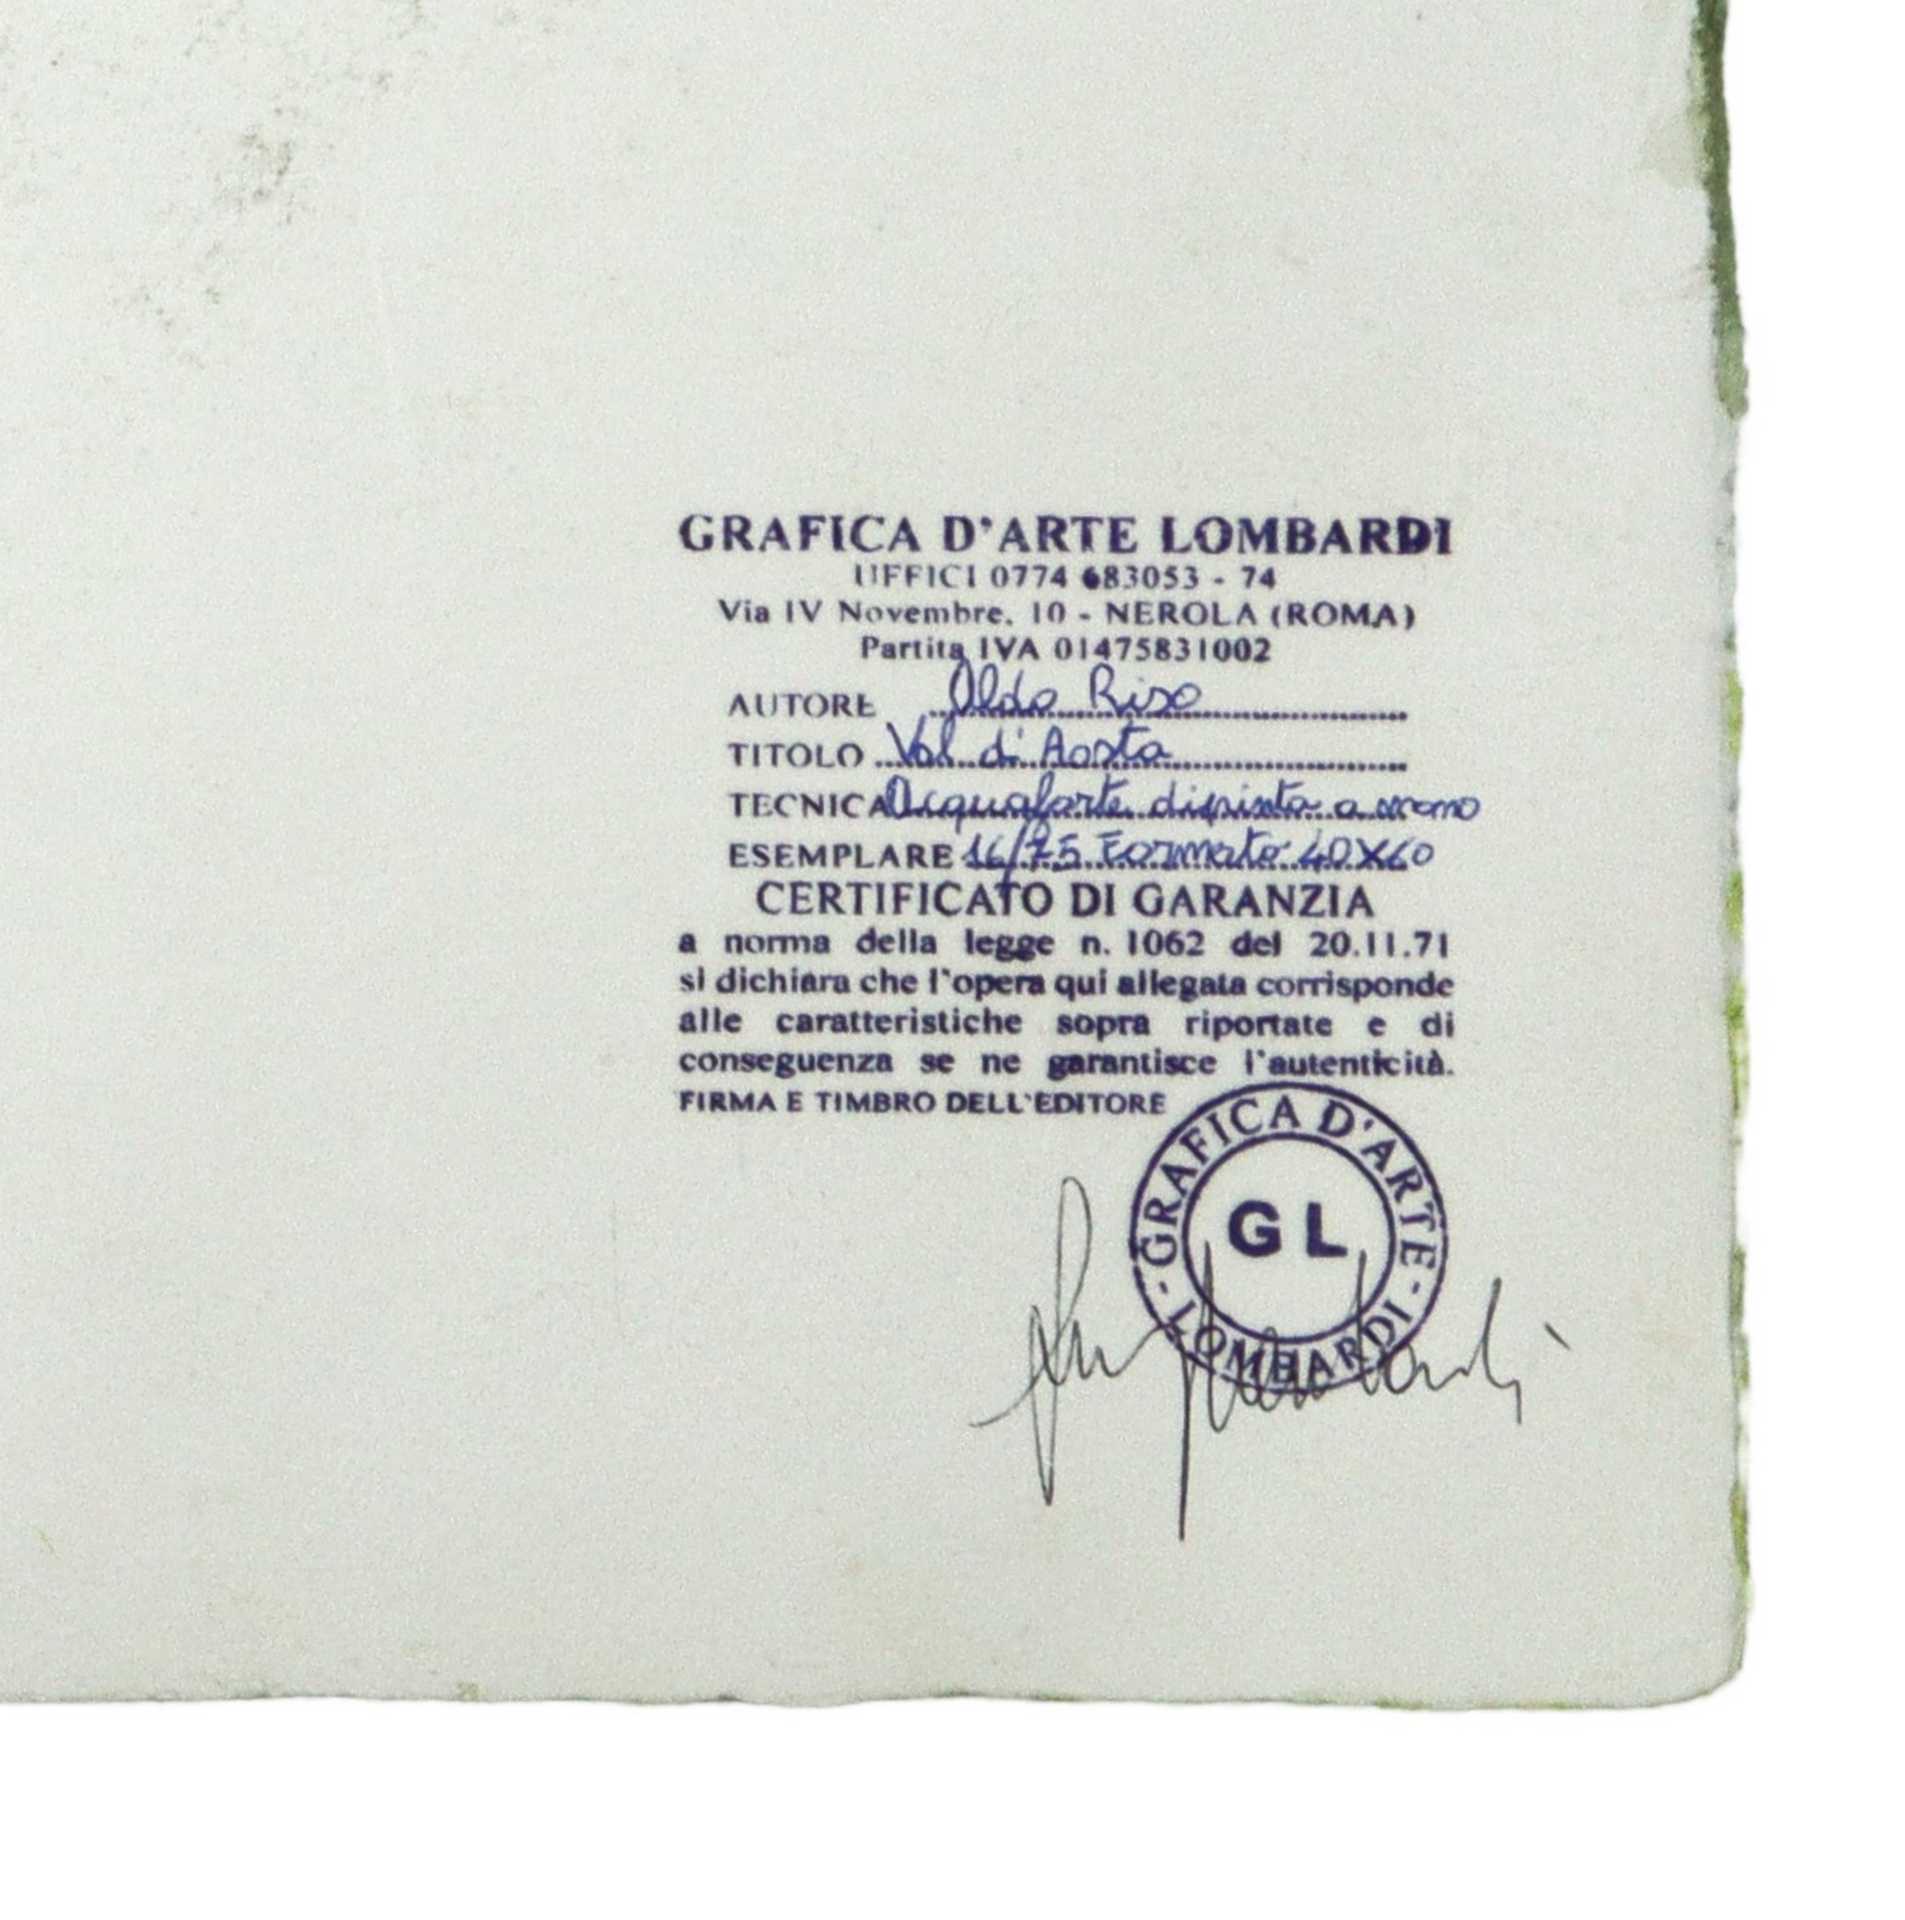 GRAFICA D'ARTE LOMBARDI
UFFICI 0774 683053 - 74
Via IV Novembre, 10 - NEROLA (ROMA)
Partita IVA 01475831002
AUTORE Aldo Riso
TITOLO Val di Aosta
TECNICA Acquaforte dipinta a mano
ESEMPLARE 16/75 Formato 40X60
CERTIFICATO DI GARANZIA
a norma della legge n. 1062 del 20.11.71
si dichiara che l'opera qui allegata corrisponde
alle caratteristiche sopra riportate e di
conseguenza se ne garantisce l'autenticità.
FIRMA E TIMBRO DELL'EDITORE
GRAFICA D'ARTE
GL
- LOMBARDI -